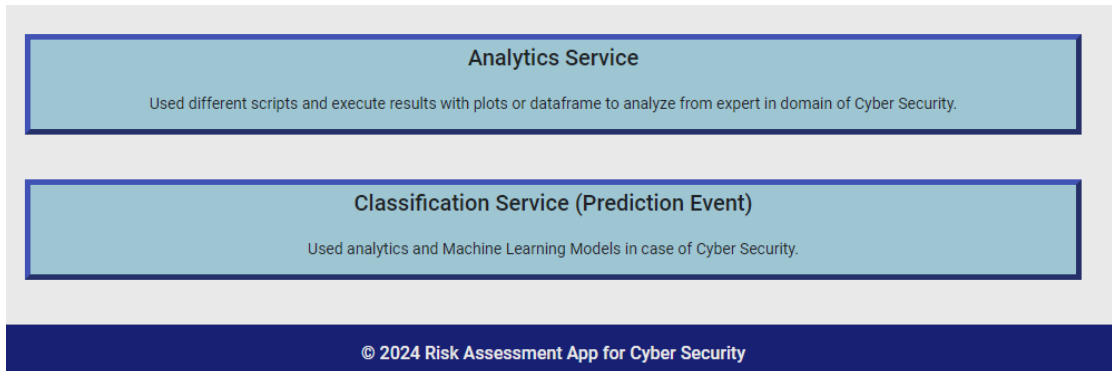 Analytics Service
Used different scripts and execute results with plots or dataframe to analyze from expert in domain of Cyber Security.
Classification Service (Prediction Event)
Used analytics and Machine Learning Models in case of Cyber Security.
© 2024 Risk Assessment App for Cyber Security